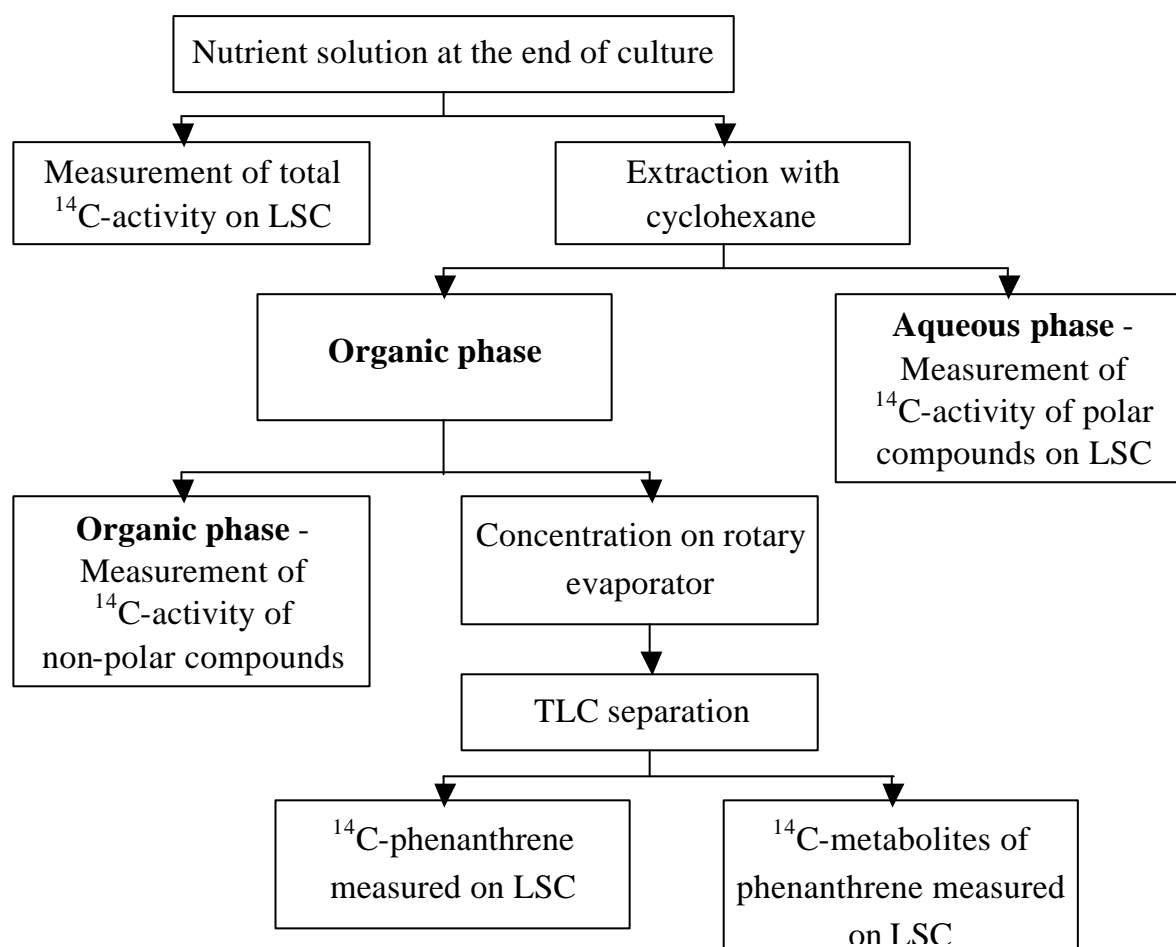 Nutrient solution at the end of culture
Measurement of total
¹⁴C-activity on LSC
Extraction with
cyclohexane
Organic phase
Aqueous phase -
Measurement of
¹⁴C-activity of polar
compounds on LSC
Organic phase -
Measurement of
¹⁴C-activity of
non-polar compounds
Concentration on rotary
evaporator
TLC separation
¹⁴C-phenanthrene
measured on LSC
¹⁴C-metabolites of
phenanthrene measured
on LSC